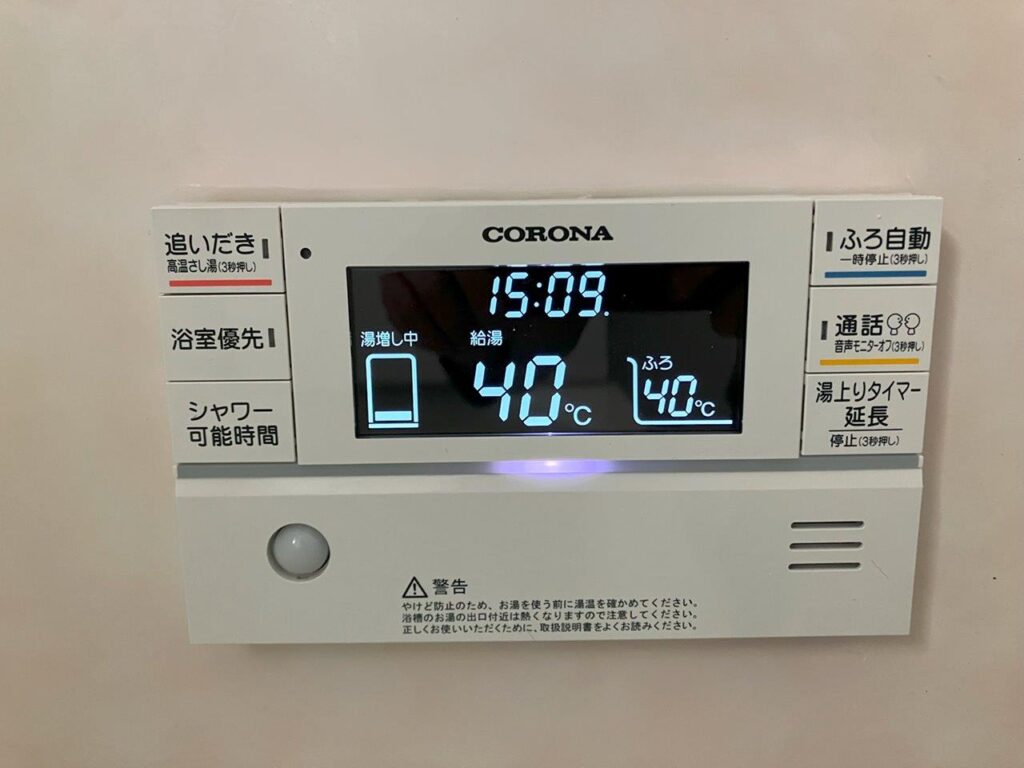 CORONA
追いだき
高温さし湯(3秒押し)
浴室優先
シャワー
可能時間
15:09
湯増し中
給湯
40℃
ふろ
40℃
ふろ自動
一時停止(3秒押し)
通話
音声モニターオフ(3秒押し)
湯上りタイマー
延長
停止(3秒押し)
警告
やけど防止のため、お湯を使う前に湯温を確かめてください。
浴槽のお湯の出口付近は熱くなりますので注意してください。
正しくお使いいただくために、取扱説明書をよくお読みください。